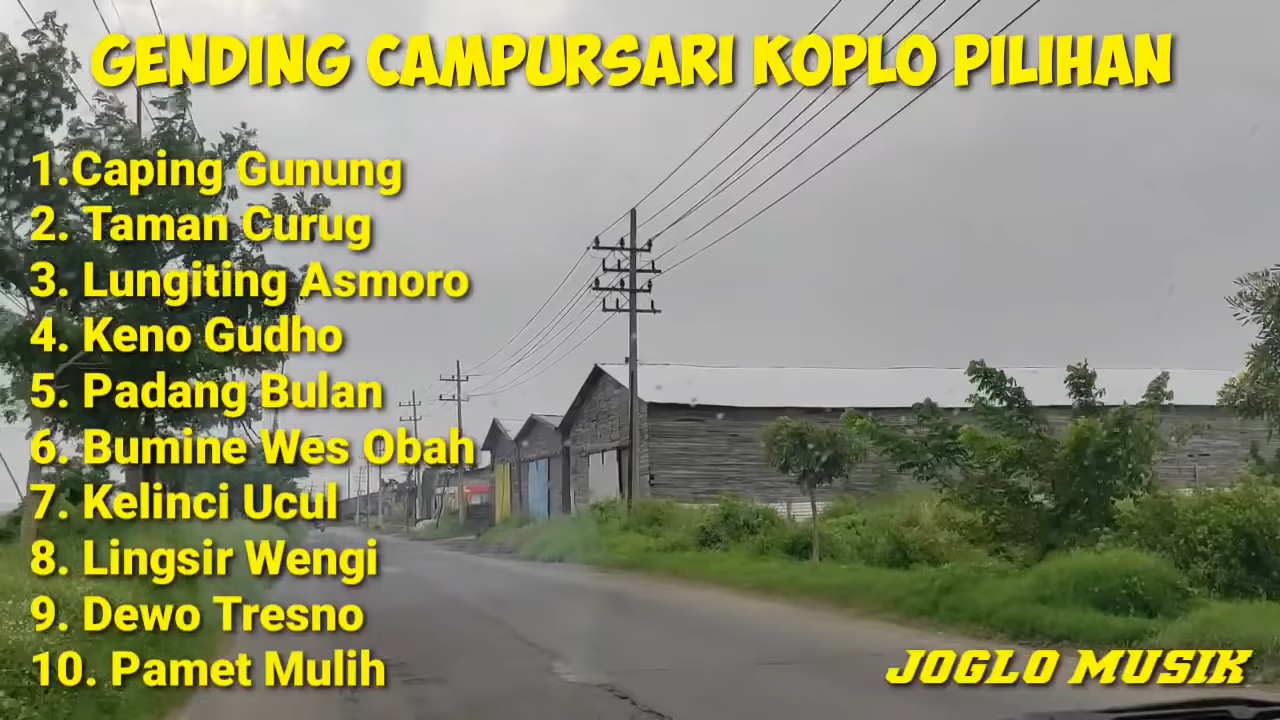 GENDING CAMPURSARI KOPLO PILIHAN
1.Caping Gunung
2. Taman Curug
3. Lungiting Asmoro
4. Keno Gudho
5. Padang Bulan
6. Bumine Wes Obah
7. Kelinci Ucul
8. Lingsir Wengi
9. Dewo Tresno
10. Pamet Mulih
JOGLO MUSIK